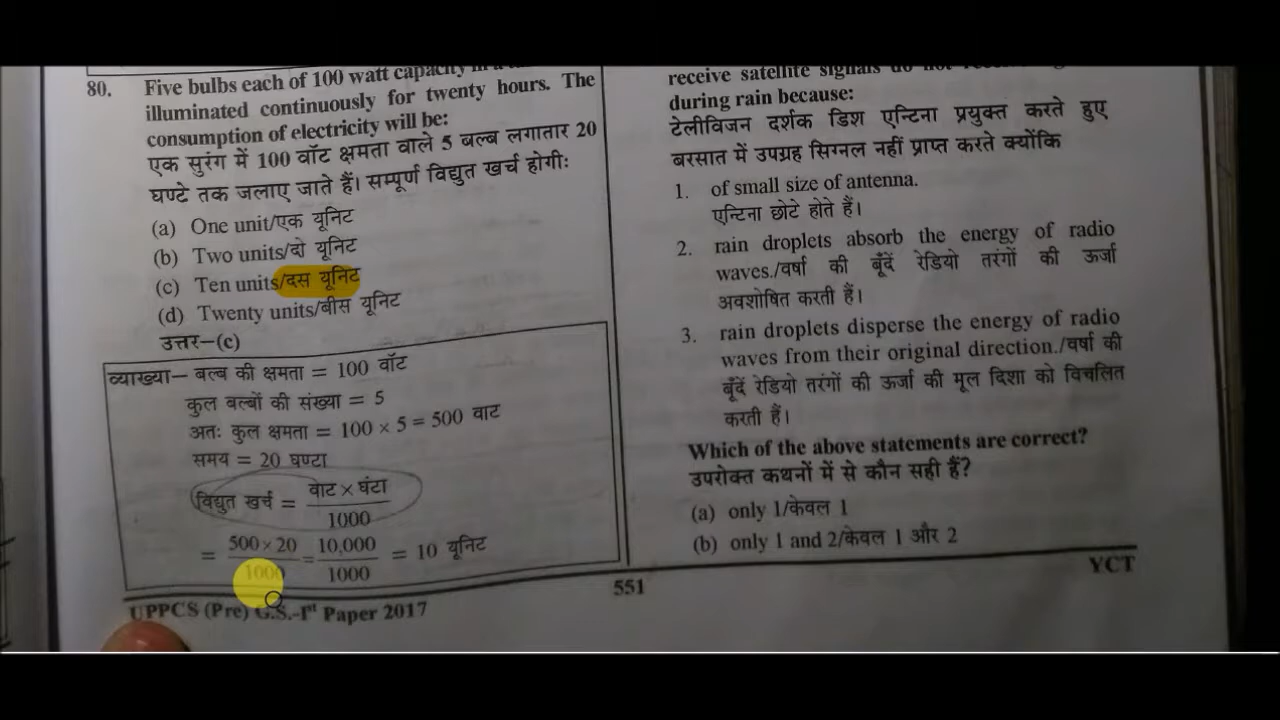 80. Five bulbs each of 100 watt capacity in a
illuminated continuously for twenty hours. The
consumption of electricity will be:
एक सुरंग में 100 वॉट क्षमता वाले 5 बल्ब लगातार 20
घण्टे तक जलाए जाते हैं। सम्पूर्ण विद्युत खर्च होगीः
(a) One unit/एक यूनिट
(b) Two units/दो यूनिट
(c) Ten units/दस यूनिट
(d) Twenty units/बीस यूनिट
उत्तर–(c)
व्याख्या– बल्ब की क्षमता = 100 वॉट
कुल बल्बों की संख्या = 5
अतः कुल क्षमता = 100 × 5 = 500 वाट
समय = 20 घण्टा
विद्युत खर्च = वाट × घंटा
1000
= 500 × 20 = 10,000 = 10 यूनिट
1000 1000
UPPCS (Pre) G.S.-Ist Paper 2017
receive satellite signals do not
during rain because:
टेलीविजन दर्शक डिश एन्टिना प्रयुक्त करते हुए
बरसात में उपग्रह सिग्नल नहीं प्राप्त करते क्योंकि
1. of small size of antenna.
एन्टिना छोटे होते हैं।
2. rain droplets absorb the energy of radio
waves./वर्षा की बूँदें रेडियो तरंगों की ऊर्जा
अवशोषित करती हैं।
3. rain droplets disperse the energy of radio
waves from their original direction./वर्षा की
बूँदें रेडियो तरंगों की ऊर्जा की मूल दिशा को विचलित
करती हैं।
Which of the above statements are correct?
उपरोक्त कथनों में से कौन सही हैं?
(a) only 1/केवल 1
(b) only 1 and 2/केवल 1 और 2
551
YCT